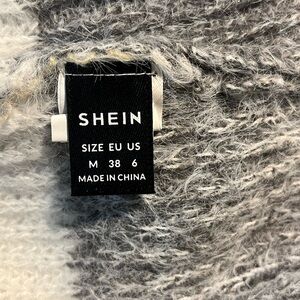 SHEIN
SIZE EU US
M 38 6
MADE IN CHINA